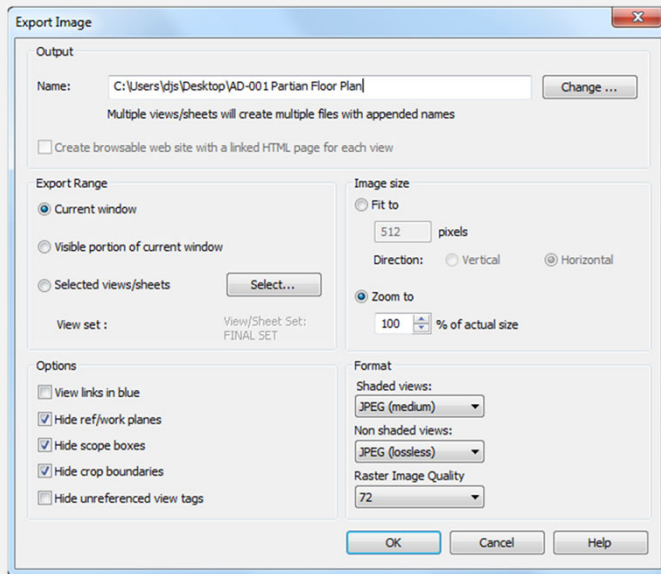 Export Image
Output
Name:
C:\Users\djs\Desktop\AD-001 Partian Floor Plan
Change ...
Multiple views/sheets will create multiple files with appended names
Create browsable web site with a linked HTML page for each view
Export Range
Current window
Visible portion of current window
Selected views/sheets
Select...
View set :
View/Sheet Set:
FINAL SET
Image size
Fit to
512 pixels
Direction: Vertical Horizontal
Zoom to
100 % of actual size
Options
View links in blue
Hide ref/work planes
Hide scope boxes
Hide crop boundaries
Hide unreferenced view tags
Format
Shaded views:
JPEG (medium)
Non shaded views:
JPEG (lossless)
Raster Image Quality
72
OK
Cancel
Help